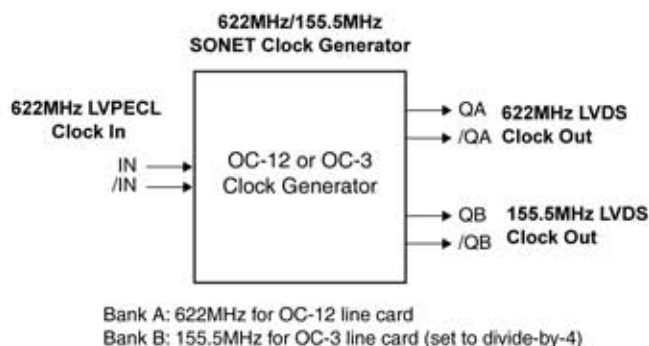 622MHz/155.5MHz
SONET Clock Generator
622MHz LVPECL
Clock In
IN
/IN
OC-12 or OC-3
Clock Generator
QA
/QA
622MHz LVDS
Clock Out
QB
/QB
155.5MHz LVDS
Clock Out
Bank A: 622MHz for OC-12 line card
Bank B: 155.5MHz for OC-3 line card (set to divide-by-4)